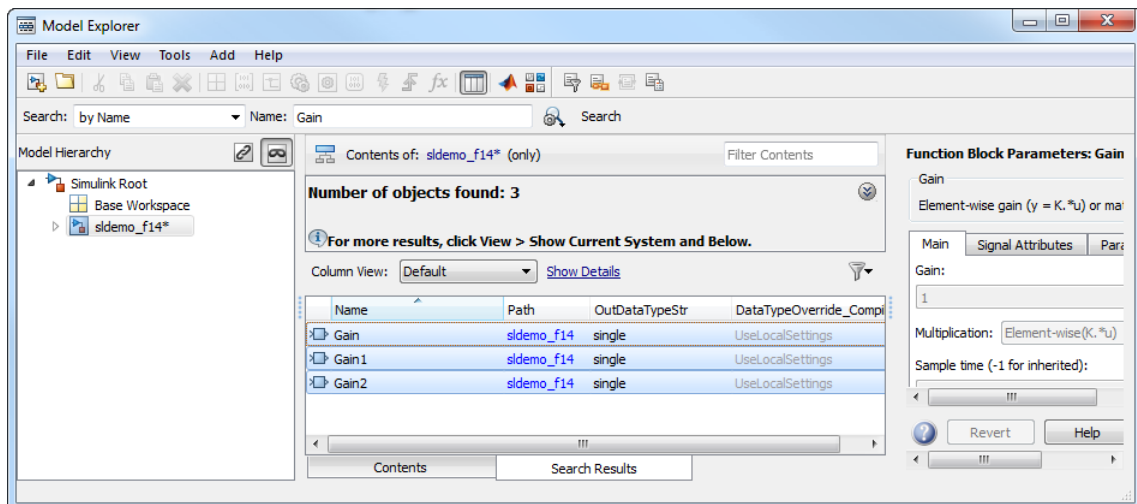 Model Explorer
File Edit View Tools Add Help
fx
Search: by Name Name: Gain Search
Model Hierarchy
Simulink Root
Base Workspace
sldemo_f14*
Contents of: sldemo_f14* (only) Filter Contents
Number of objects found: 3
For more results, click View > Show Current System and Below.
Column View: Default Show Details
Name Path OutDataTypeStr DataTypeOverride_Compi
Gain sldemo_f14 single UseLocalSettings
Gain1 sldemo_f14 single UseLocalSettings
Gain2 sldemo_f14 single UseLocalSettings
Contents Search Results
Function Block Parameters: Gain
Gain
Element-wise gain (y = K.*u) or mat
Main Signal Attributes Para
Gain:
1
Multiplication: Element-wise(K.*u)
Sample time (-1 for inherited):
Revert Help